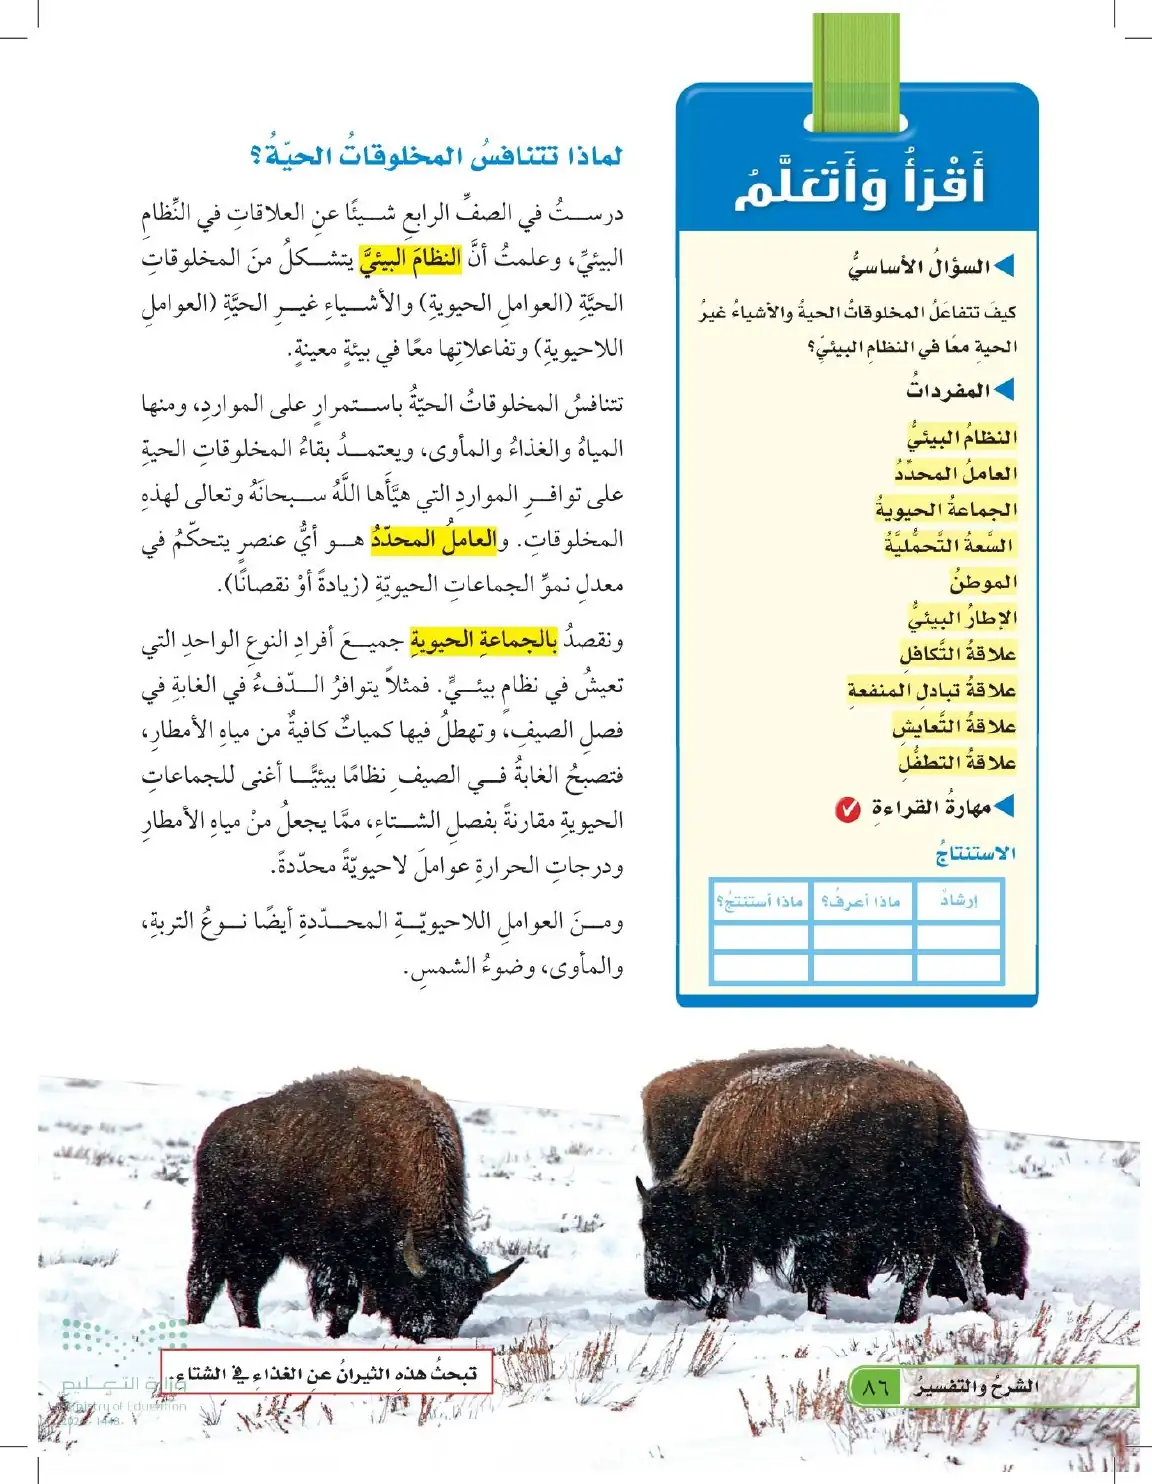 أَقْرَأُ وَأَتَعَلَّمُ
السؤالُ الأساسيُّ
كيفَ تتفاعَلُ المخلوقاتُ الحيةُ والأشياءُ غيرُ
الحيةِ معًا في النظامِ البيئيِّ؟
المفرداتُ
النظامُ البيئيُّ
العاملُ المحدِّدُ
الجماعةُ الحيويةُ
السَّعةُ التَّحمُّليَّةُ
الموطنُ
الإطارُ البيئيُّ
علاقةُ التَّكافلِ
علاقةُ تبادلِ المنفعةِ
علاقةُ التَّعايشِ
علاقةُ التطفُّلِ
مهارةُ القراءةِ
الاستنتاجُ
إرشادٌ ماذا أعرفُ؟ ماذا أستنتجُ؟
لماذا تتنافسُ المخلوقاتُ الحيّةُ؟
درستُ في الصفِّ الرابعِ شيئًا عنِ العلاقاتِ في النِّظامِ
البيئيِّ، وعلمتُ أنَّ النظامَ البيئيَّ يتشكلُ منَ المخلوقاتِ
الحيَّةِ (العواملِ الحيويةِ) والأشياءِ غيرِ الحيَّةِ (العواملِ
اللاحيويةِ) وتفاعلاتِها معًا في بيئةٍ معينةٍ.
تتنافسُ المخلوقاتُ الحيّةُ باستمرارٍ على المواردِ، ومنها
المياهُ والغذاءُ والمأوى، ويعتمدُ بقاءُ المخلوقاتِ الحيةِ
على توافرِ المواردِ التي هيَّأَها اللَّهُ سبحانَهُ وتعالى لهذهِ
المخلوقاتِ. والعاملُ المحدّدُ هو أيُّ عنصرٍ يتحكّمُ في
معدلِ نموِّ الجماعاتِ الحيويّةِ (زيادةً أوْ نقصانًا).
ونقصدُ بالجماعةِ الحيويةِ جميعَ أفرادِ النوعِ الواحدِ التي
تعيشُ في نظامٍ بيئيٍّ. فمثلاً يتوافرُ الدّفءُ في الغابةِ في
فصلِ الصيفِ، وتهطلُ فيها كمياتٌ كافيةٌ من مياهِ الأمطارِ،
فتصبحُ الغابةُ في الصيفِ نظامًا بيئيًّا أغنى للجماعاتِ
الحيويةِ مقارنةً بفصلِ الشتاءِ، ممَّا يجعلُ منْ مياهِ الأمطارِ
ودرجاتِ الحرارةِ عواملَ لاحيويّةً محدّدةً.
ومنَ العواملِ اللاحيويّةِ المحدّدةِ أيضًا نوعُ التربةِ،
والمأوى، وضوءُ الشمسِ.
تبحثُ هذهِ الثيرانُ عنِ الغذاءِ في الشتاءِ.
وزارة التعليم
Ministry of Education
الشرحُ والتفسيرُ ٨٦